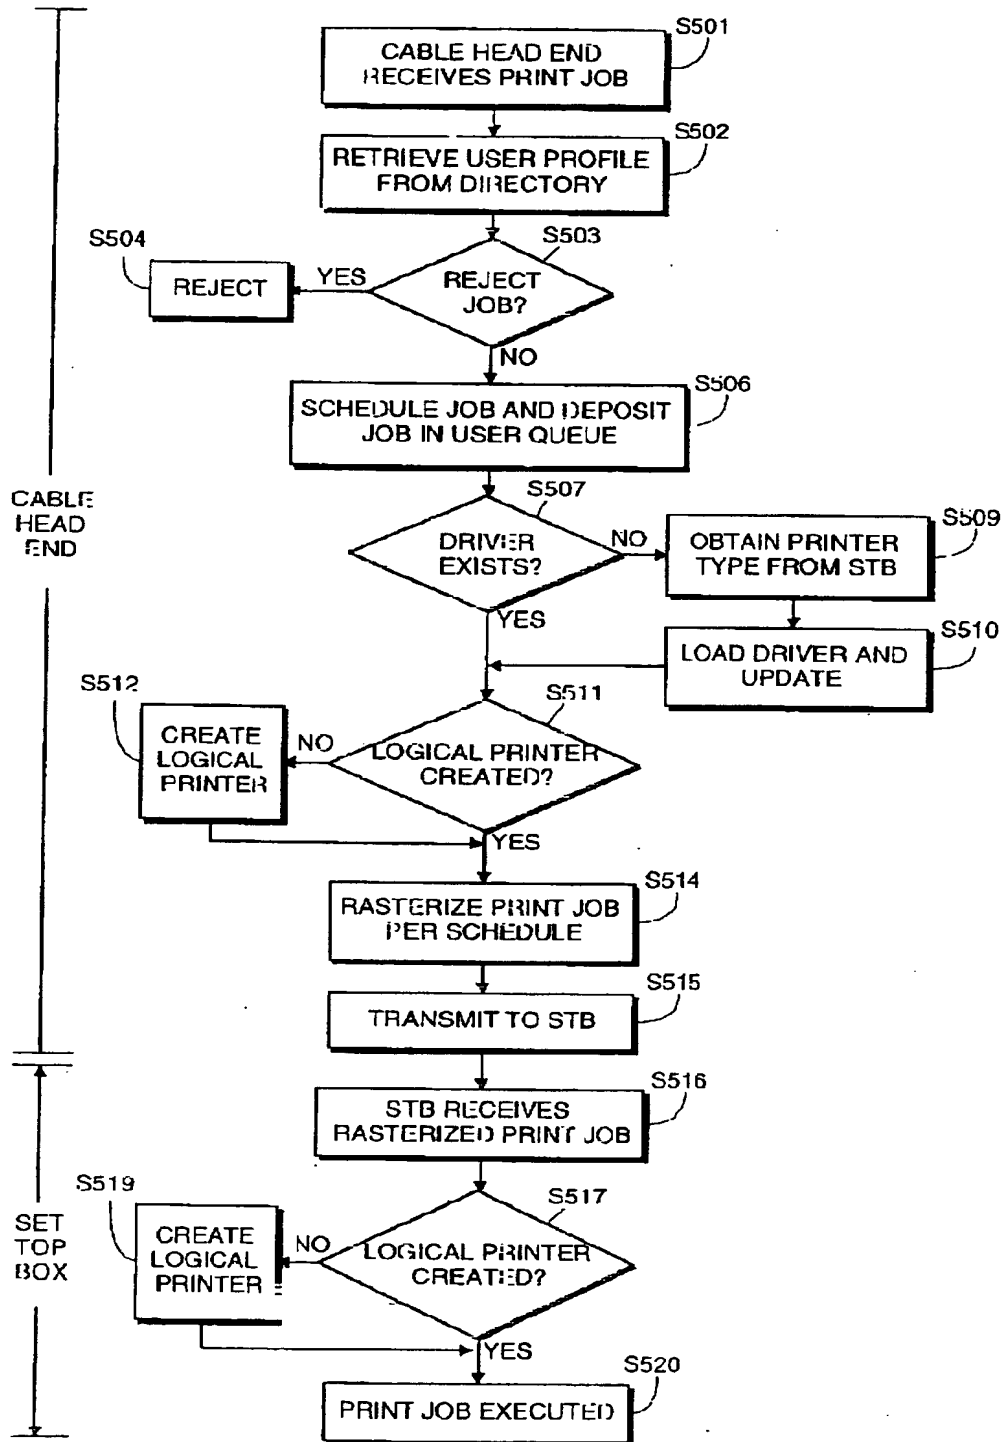 S501
CABLE HEAD END
RECEIVES PRINT JOB
S502
RETRIEVE USER PROFILE
FROM DIRECTORY
S503
S504
REJECT
YES
REJECT
JOB?
NO
S506
SCHEDULE JOB AND DEPOSIT
JOB IN USER QUEUE
S507
DRIVER
EXISTS?
NO
S509
OBTAIN PRINTER
TYPE FROM STB
YES
S510
LOAD DRIVER AND
UPDATE
CABLE
HEAD
END
S511
S512
CREATE
LOGICAL
PRINTER
NO
LOGICAL PRINTER
CREATED?
YES
S514
RASTERIZE PRINT JOB
PER SCHEDULE
S515
TRANSMIT TO STB
S516
STB RECEIVES
RASTERIZED PRINT JOB
S517
S519
CREATE
LOGICAL
PRINTER
NO
LOGICAL PRINTER
CREATED?
SET
TOP
BOX
YES
S520
PRINT JOB EXECUTED